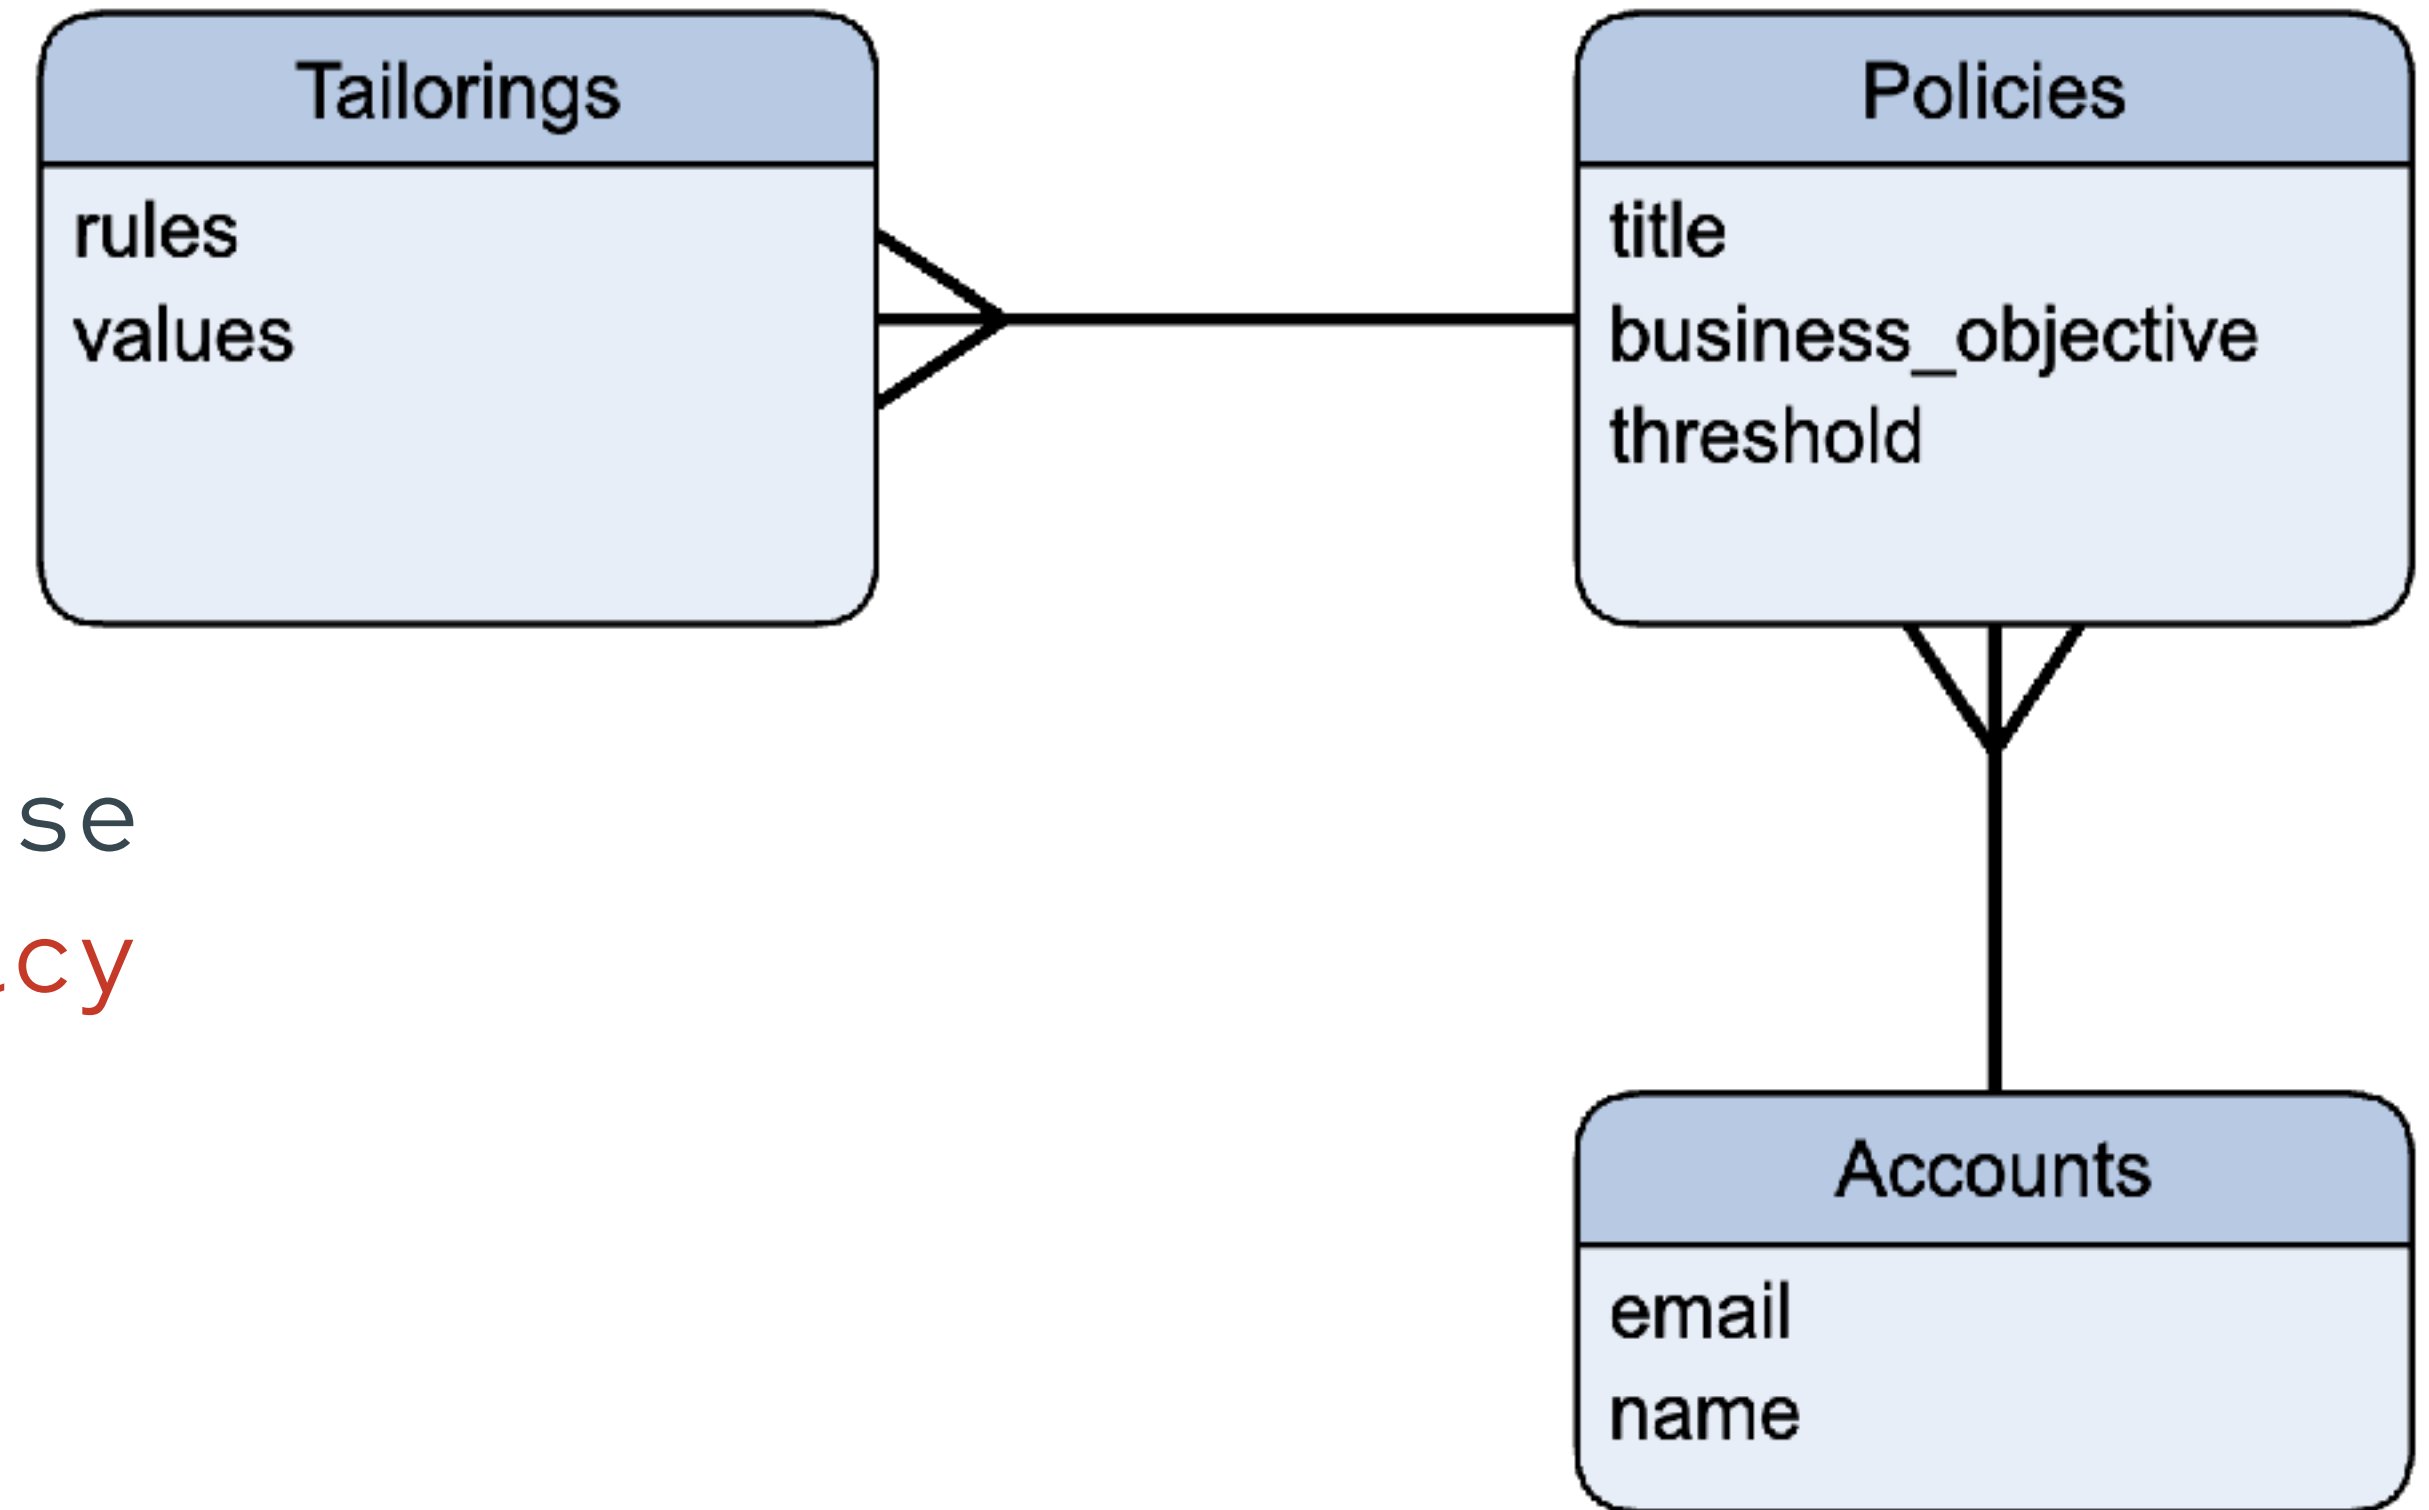 Tailorings
rules
values
Policies
title
business_objective
threshold
se
cy
Accounts
email
name